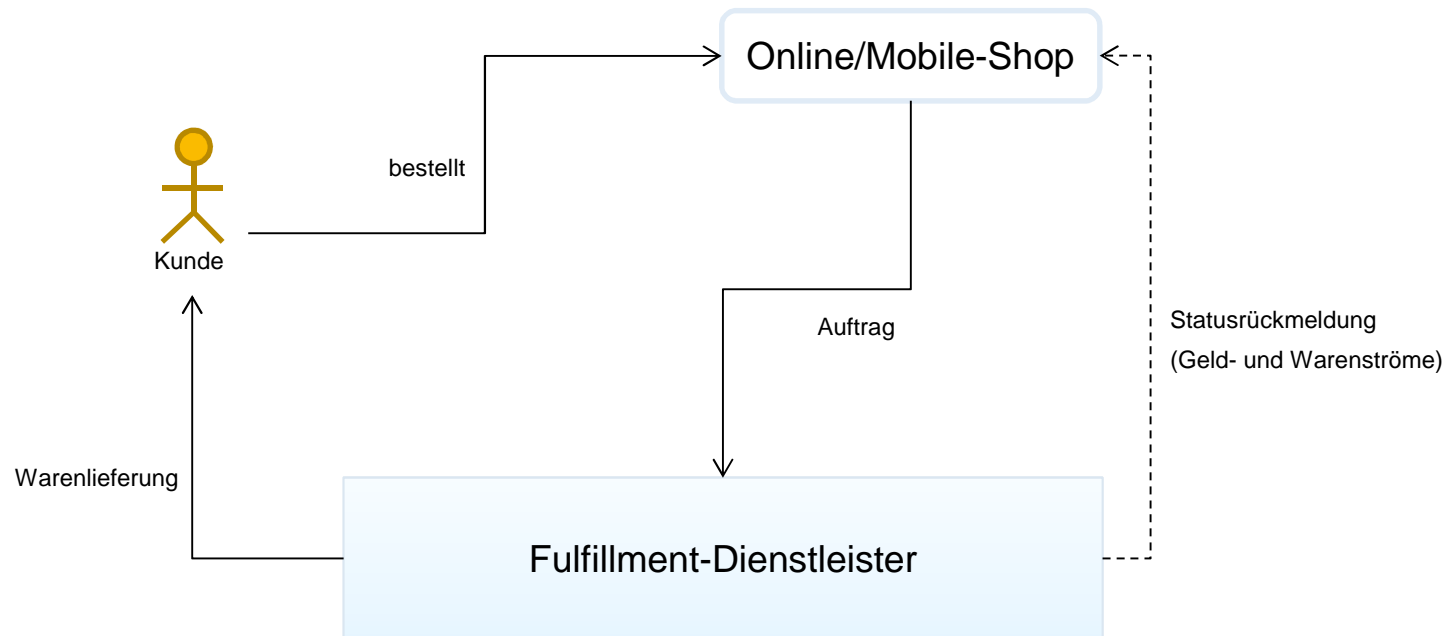 Online/Mobile-Shop
bestellt
Kunde
Auftrag
Statusrückmeldung
(Geld- und Warenströme)
Warenlieferung
Fulfillment-Dienstleister